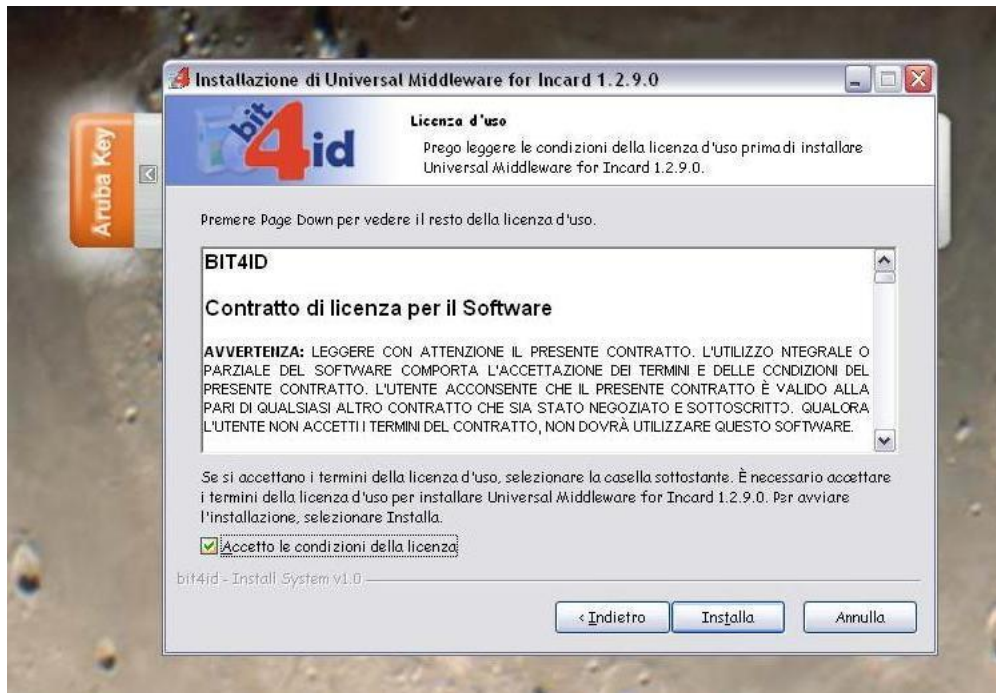 Installazione di Universal Middleware for Incard 1.2.9.0
Aruba Key
bit
4id
Licenza d'uso
Prego leggere le condizioni della licenza d'uso prima di installare
Universal Middleware for Incard 1.2.9.0.
Premere Page Down per vedere il resto della licenza d'uso.
BIT4ID
Contratto di licenza per il Software
AVVERTENZA: LEGGERE CON ATTENZIONE IL PRESENTE CONTRATTO. L'UTILIZZO NTEGRALE O
PARZIALE DEL SOFTWARE COMPORTA L'ACCETTAZIONE DEI TERMINI E DELLE CONDIZIONI DEL
PRESENTE CONTRATTO. L'UTENTE ACCONSENTE CHE IL PRESENTE CONTRATTO È VALIDO ALLA
PARI DI QUALSIASI ALTRO CONTRATTO CHE SIA STATO NEGOZIATO E SOTTOSCRITTO. QUALORA
L'UTENTE NON ACCETTI I TERMINI DEL CONTRATTO, NON DOVRÀ UTILIZZARE QUESTO SOFTWARE.
Se si accettano i termini della licenza d'uso, selezionare la casella sottostante. È necessario accettare
i termini della licenza d'uso per installare Universal Middleware for Incard 1.2.9.0. Per avviare
l'installazione, selezionare Installa.
Accetto le condizioni della licenza
bit4id - Install System v1.0
< Indietro
Installa
Annulla